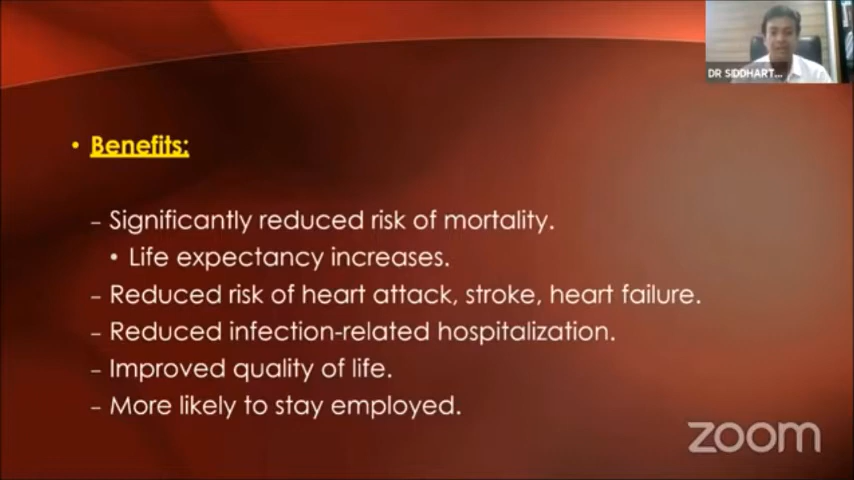 DR SIDDHART...
• Benefits:
– Significantly reduced risk of mortality.
• Life expectancy increases.
– Reduced risk of heart attack, stroke, heart failure.
– Reduced infection-related hospitalization.
– Improved quality of life.
– More likely to stay employed.
zoom